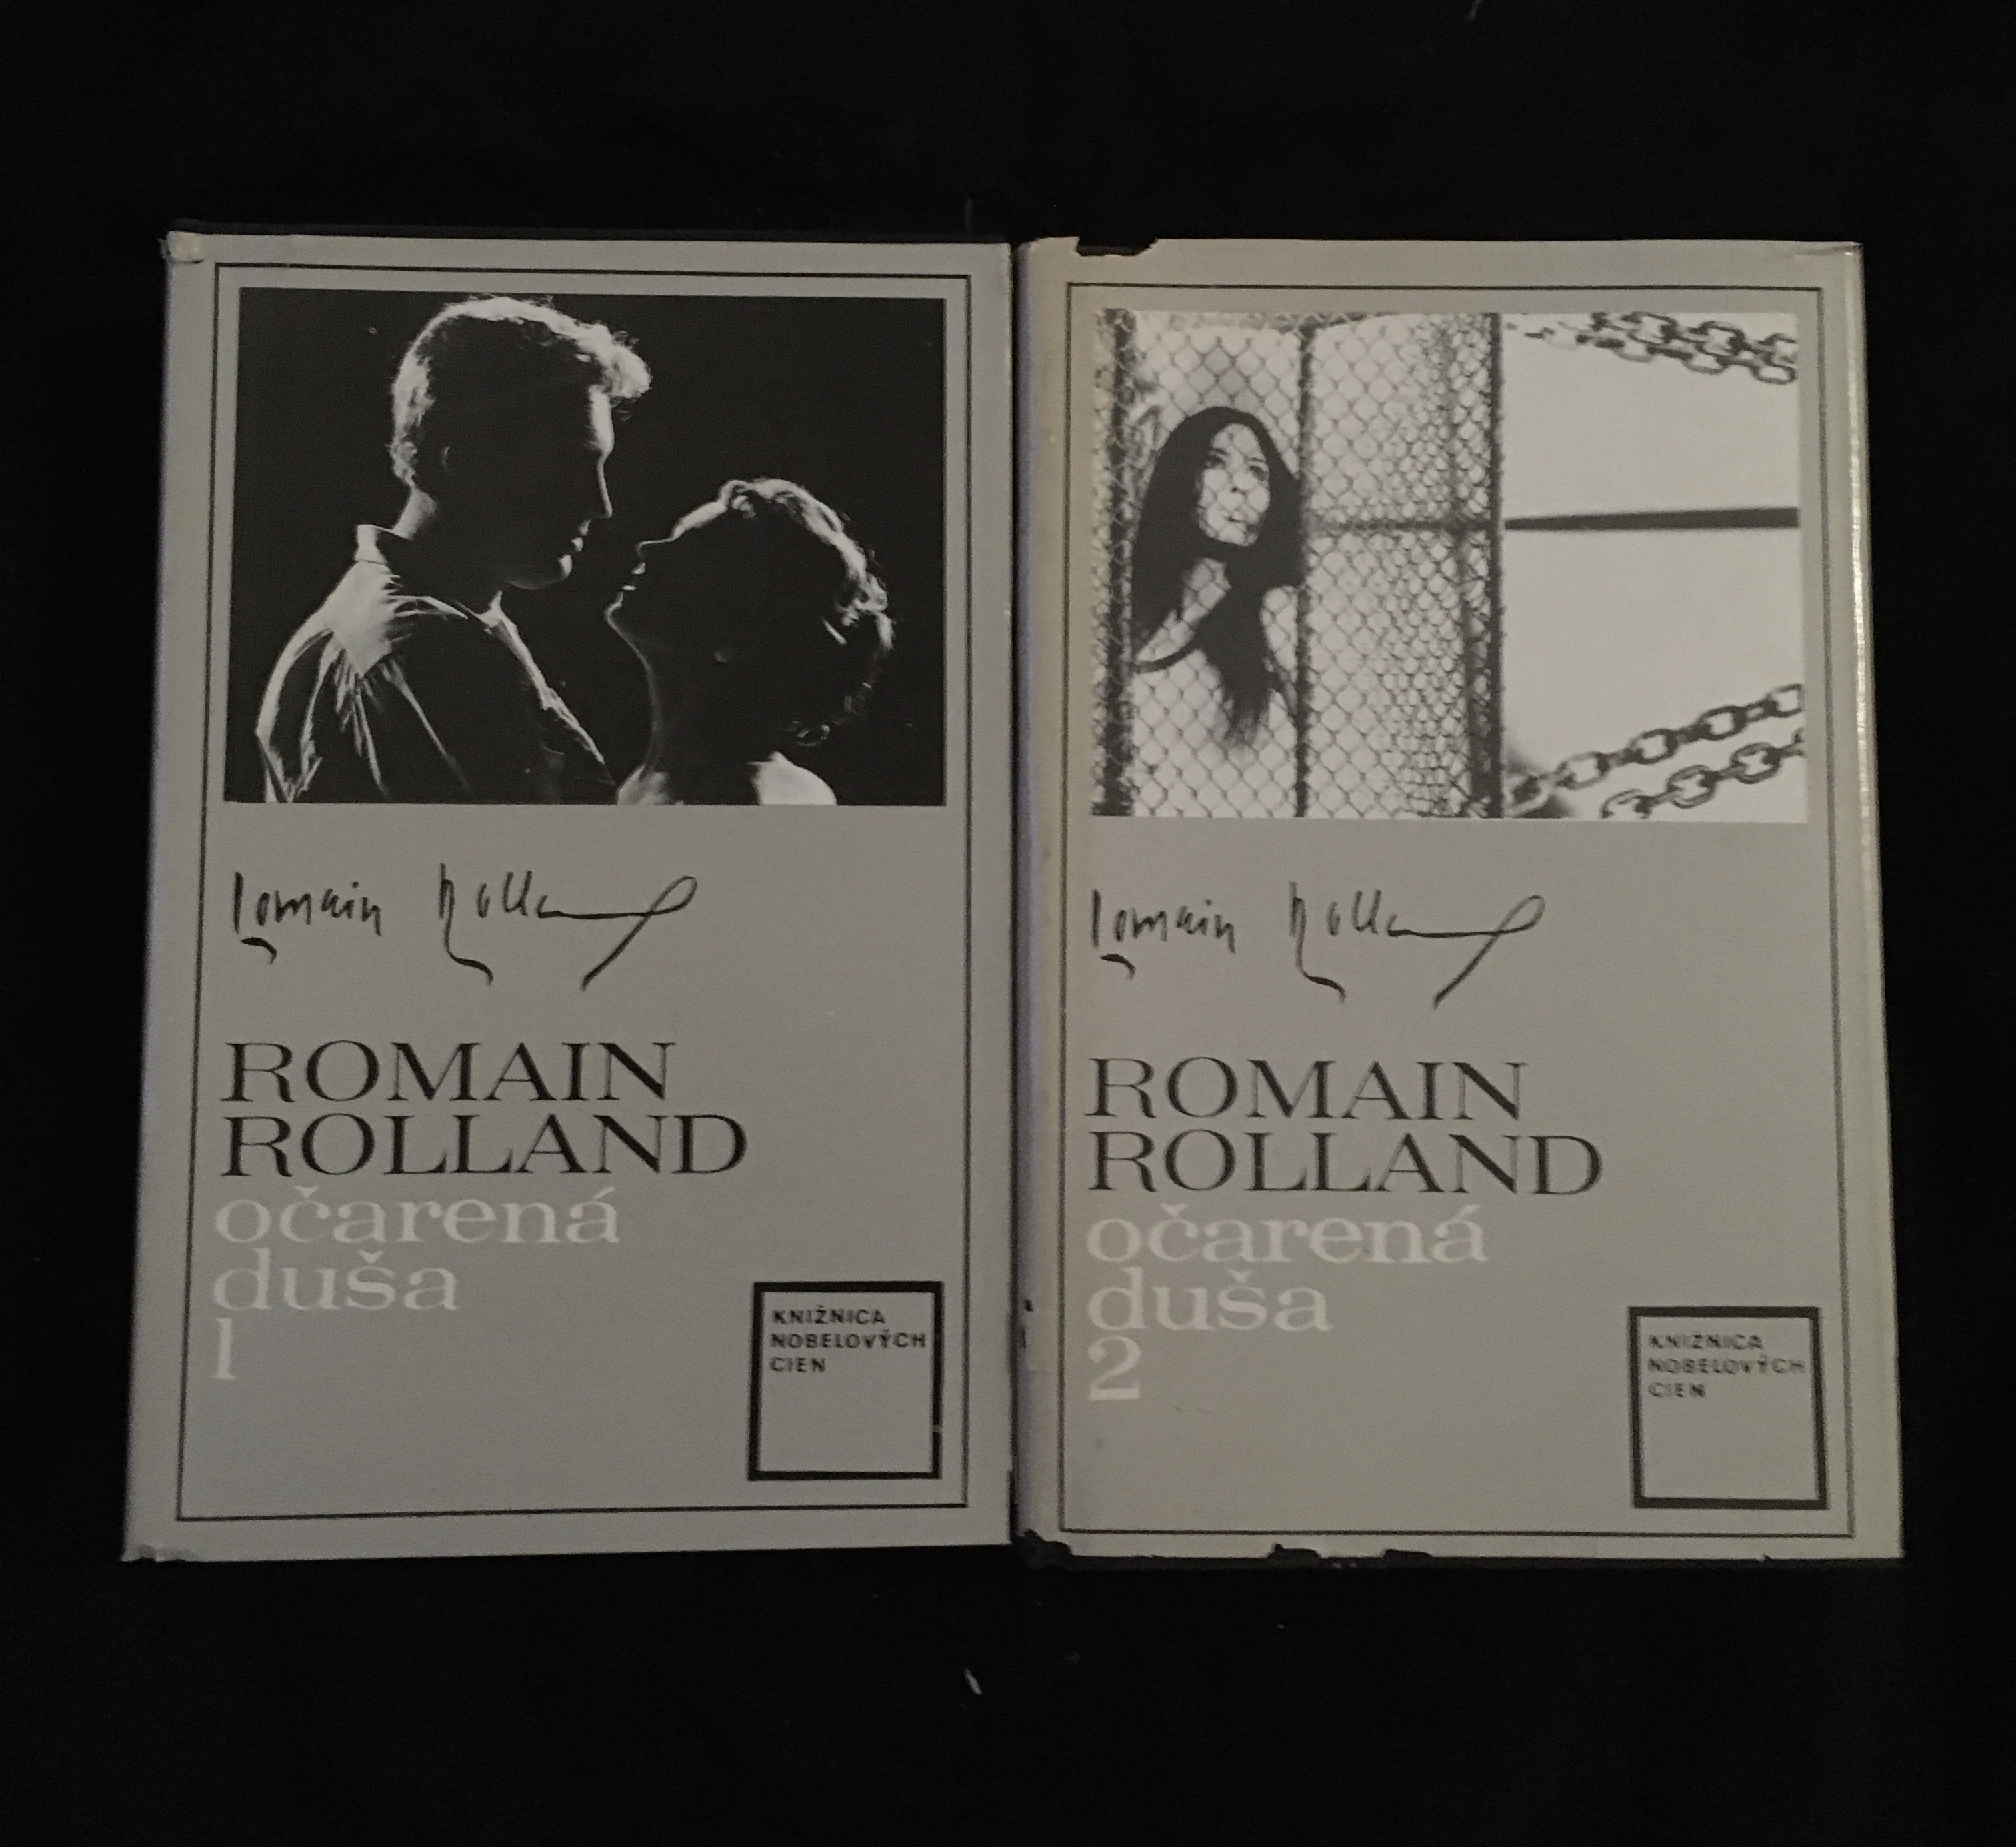 Romain Rolland
ROMAIN
ROLLAND
očarená
duša
1
KNIŽNICA
NOBELOVÝCH
CIEN
Romain Rolland
ROMAIN
ROLLAND
očarená
duša
2
KNIŽNICA
NOBELOVÝCH
CIEN